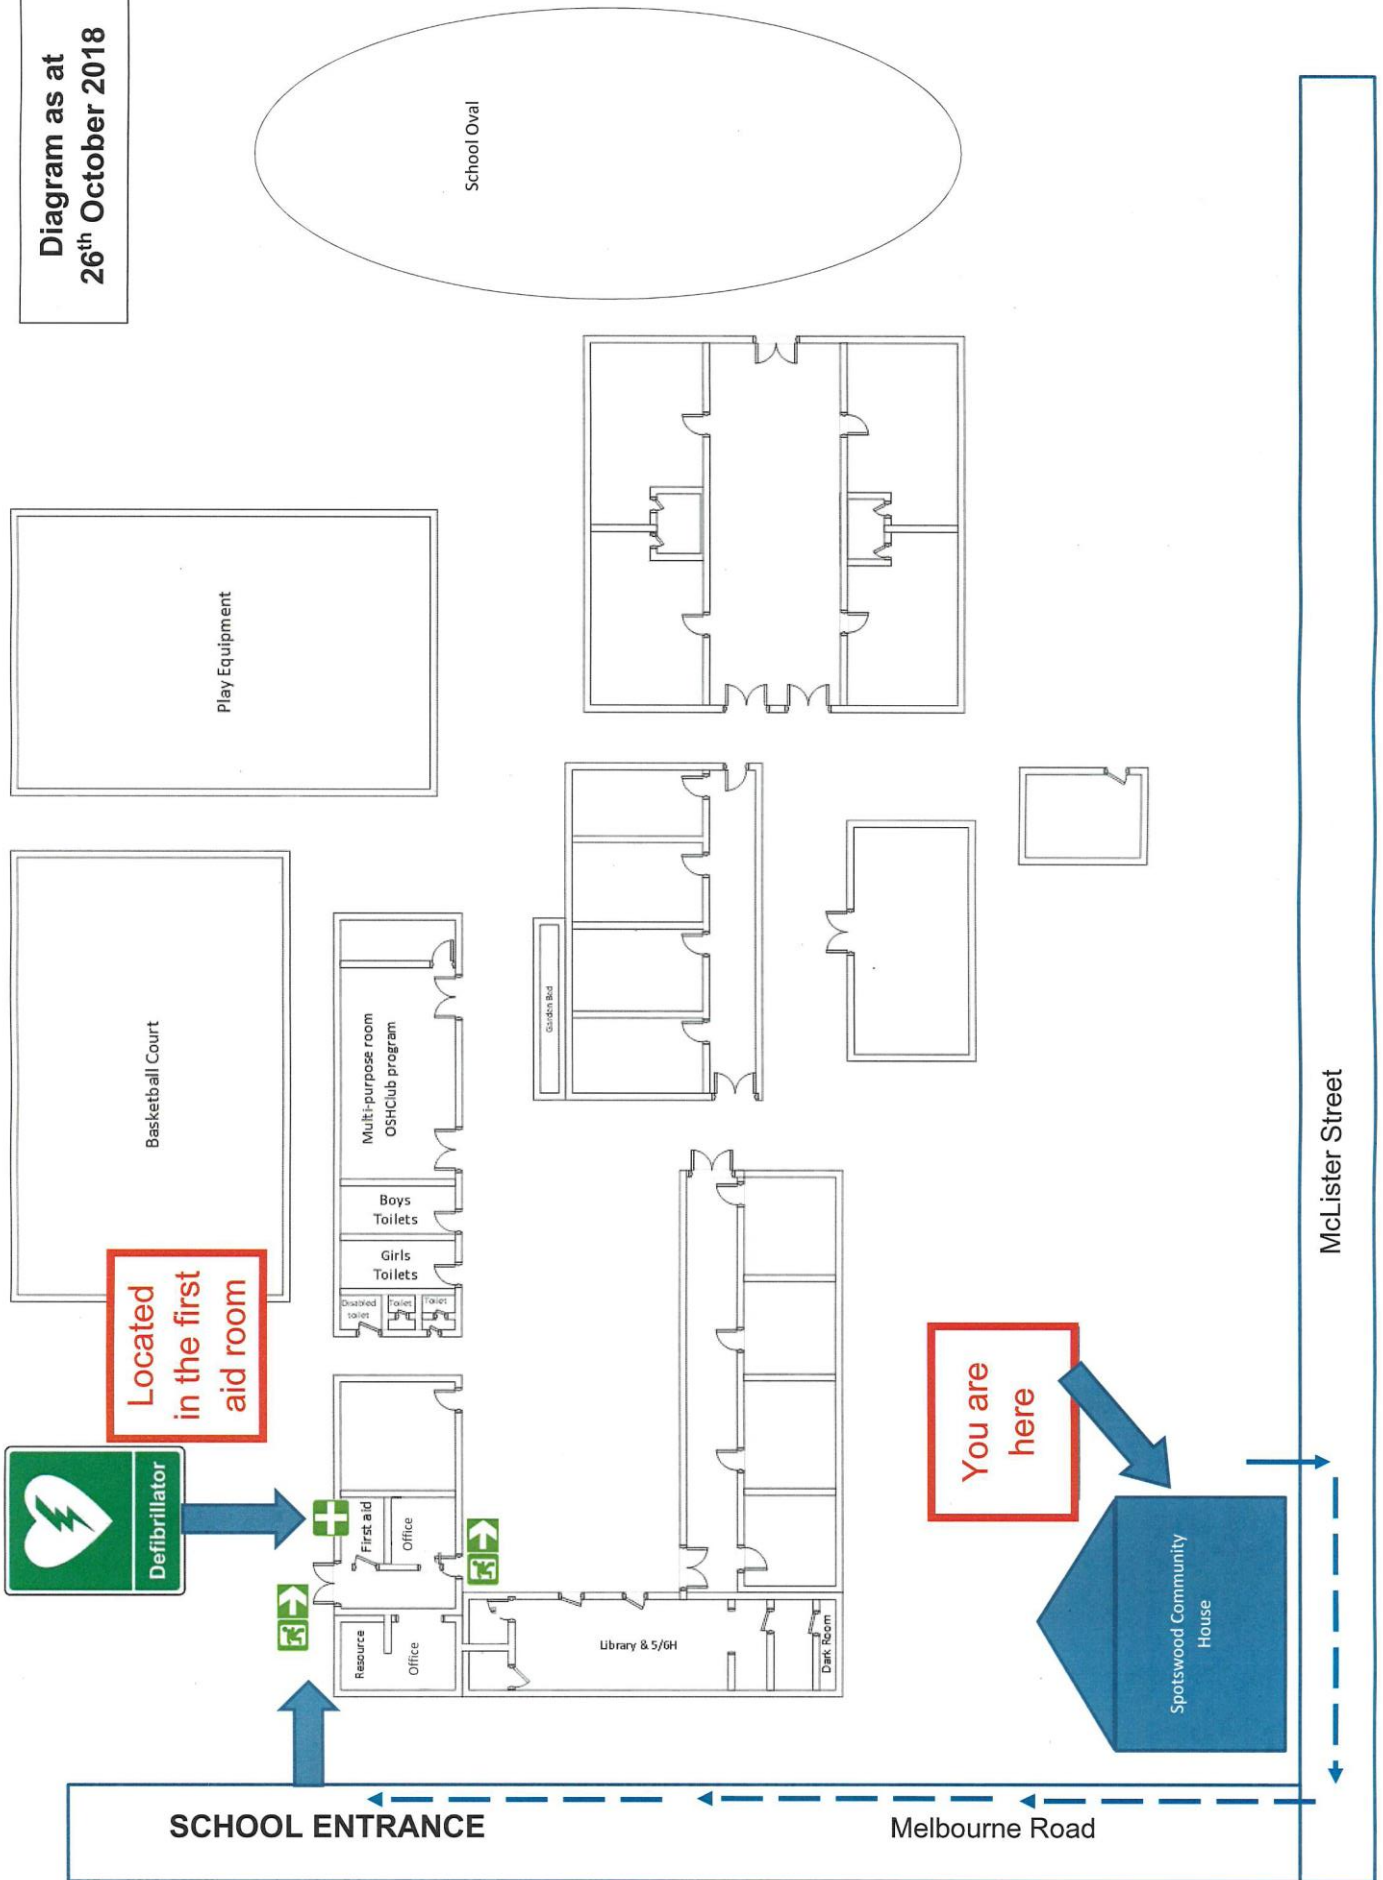 Diagram as at
26th October 2018
School Oval
Play Equipment
Basketball Court
Multi-purpose room
OSHClub program
Boys
Toilets
Girls
Toilets
Disabled
toilet
Toilet
Toilet
Garden Bed
Located
in the first
aid room
Defibrillator
First aid
Office
Resource
Office
Library & 5/6H
Dark Room
You are
here
Spotswood Community
House
McLister Street
SCHOOL ENTRANCE
Melbourne Road